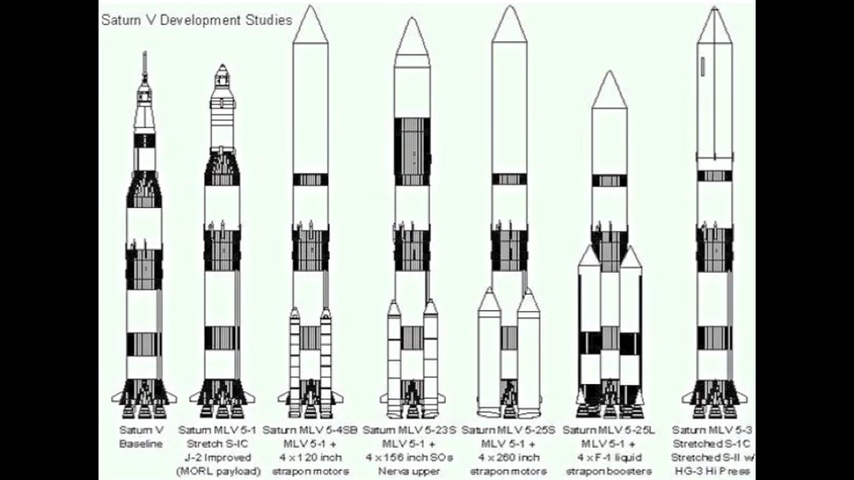 Saturn V Development Studies
Saturn V
Baseline
Saturn MLV 5-1
Stretch S-IC
J-2 Improved
(MORL payload)
Saturn MLV 5-4SB
MLV 5-1 +
4 x 120 inch
strapon motors
Saturn MLV 5-23S
MLV 5-1 +
4 x 156 inch SOs
Nerva upper
Saturn MLV 5-25S
MLV 5-1 +
4 x 260 inch
strapon motors
Saturn MLV 5-25L
MLV 5-1 +
4 x F-1 liquid
strapon boosters
Saturn MLV 5-3
Stretched S-1C
Stretched S-II w/
HG-3 Hi Press